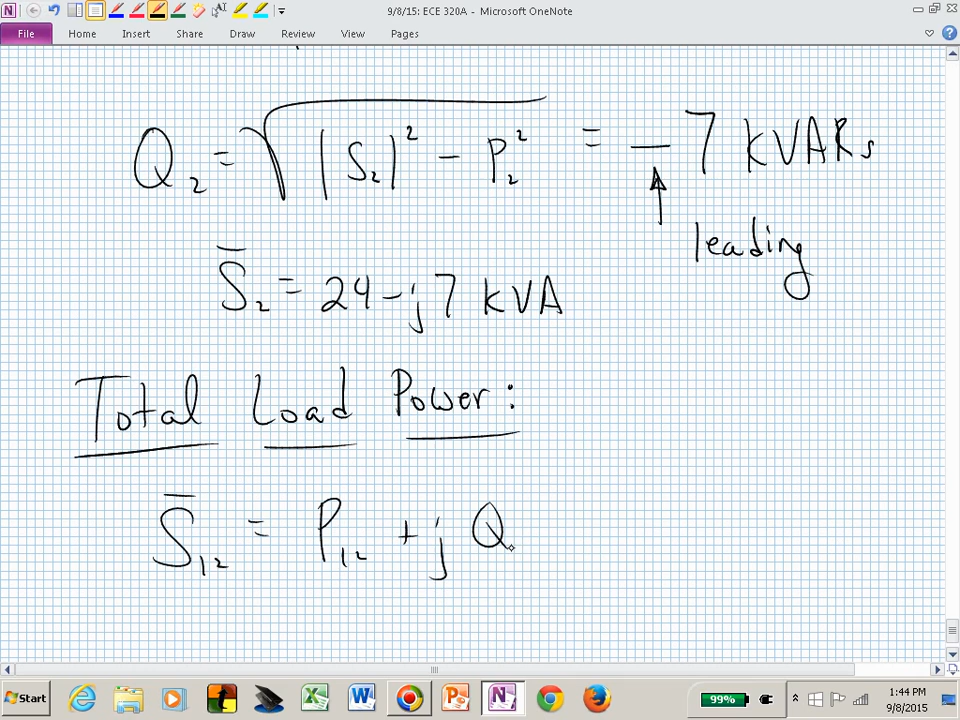 9/8/15: ECE 320A - Microsoft OneNote
File Home Insert Share Draw Review View Pages
Q₂ = √(|S₂|² − P₂²) = − 7 kVARs
leading
S̅₂ = 24 − j7 kVA
Total Load Power:
S̅₁₂ = P₁₂ + j Q
Start
99%
1:44 PM
9/8/2015